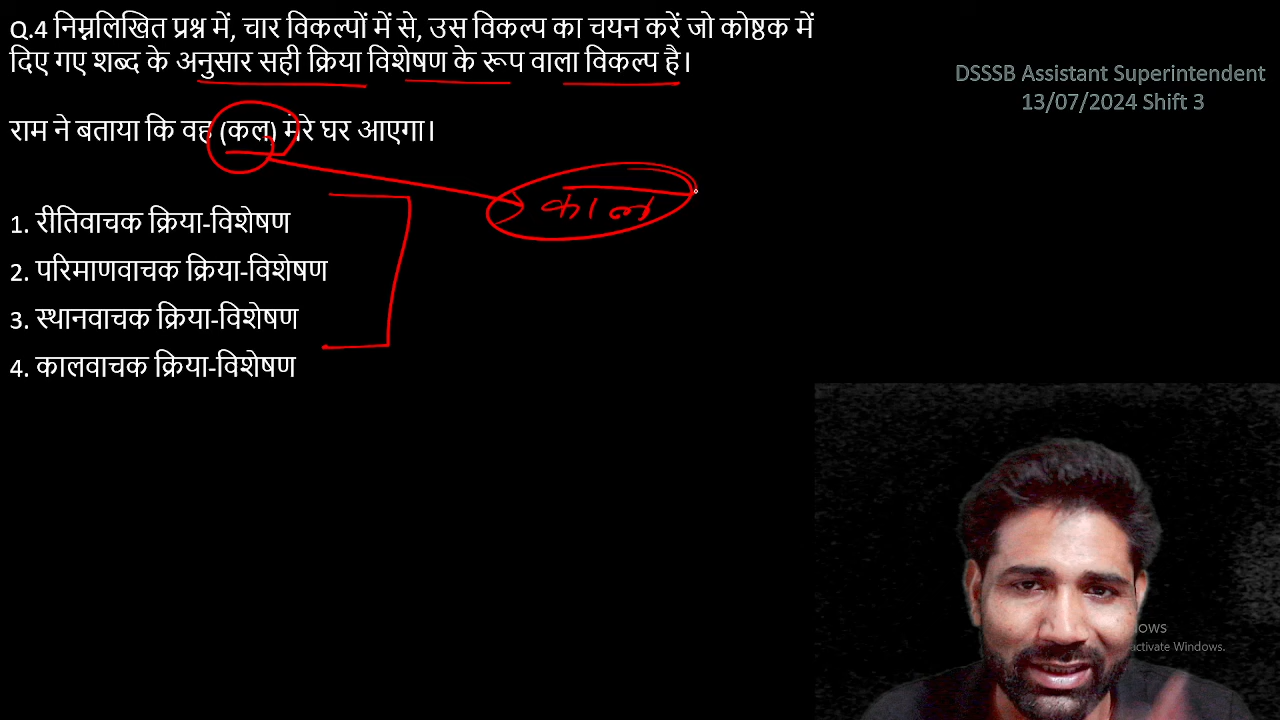 Q.4 निम्नलिखित प्रश्न में, चार विकल्पों में से, उस विकल्प का चयन करें जो कोष्ठक में
दिए गए शब्द के अनुसार सही क्रिया विशेषण के रूप वाला विकल्प है।
DSSSB Assistant Superintendent
13/07/2024 Shift 3
राम ने बताया कि वह (कल) मेरे घर आएगा।
काल
1. रीतिवाचक क्रिया-विशेषण
2. परिमाणवाचक क्रिया-विशेषण
3. स्थानवाचक क्रिया-विशेषण
4. कालवाचक क्रिया-विशेषण
activate Windows.